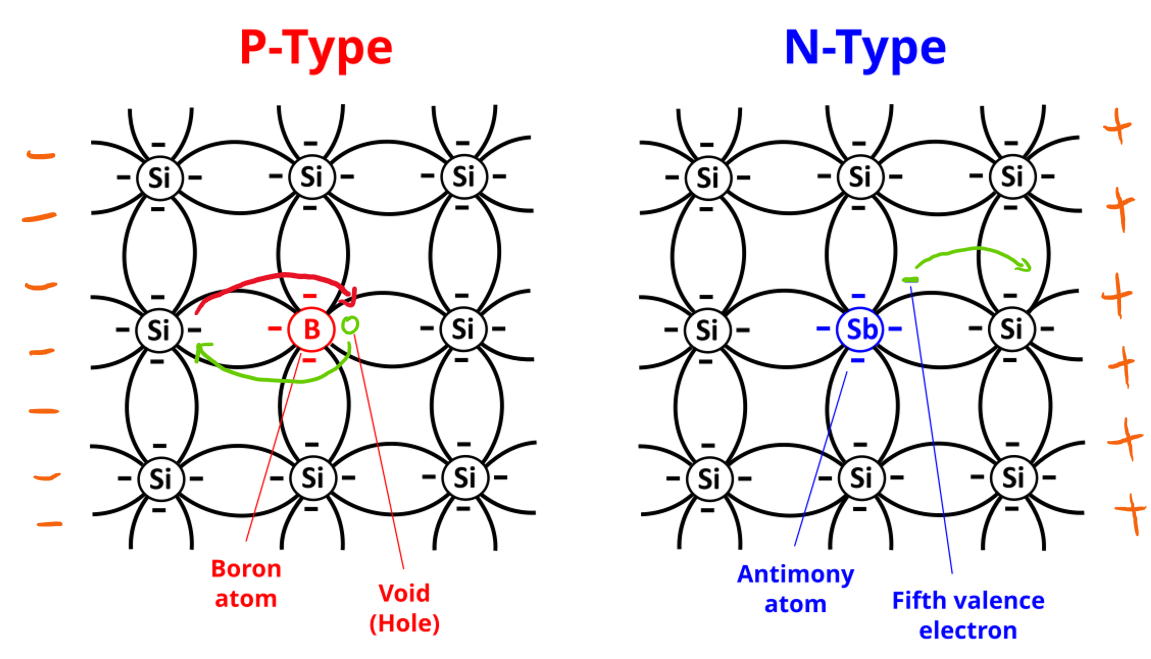 P-Type
N-Type
Si Si Si
Si Si Si
Si B Si
Si Sb Si
Si Si Si
Si Si Si
Boron
atom
Void
(Hole)
Antimony
atom
Fifth valence
electron